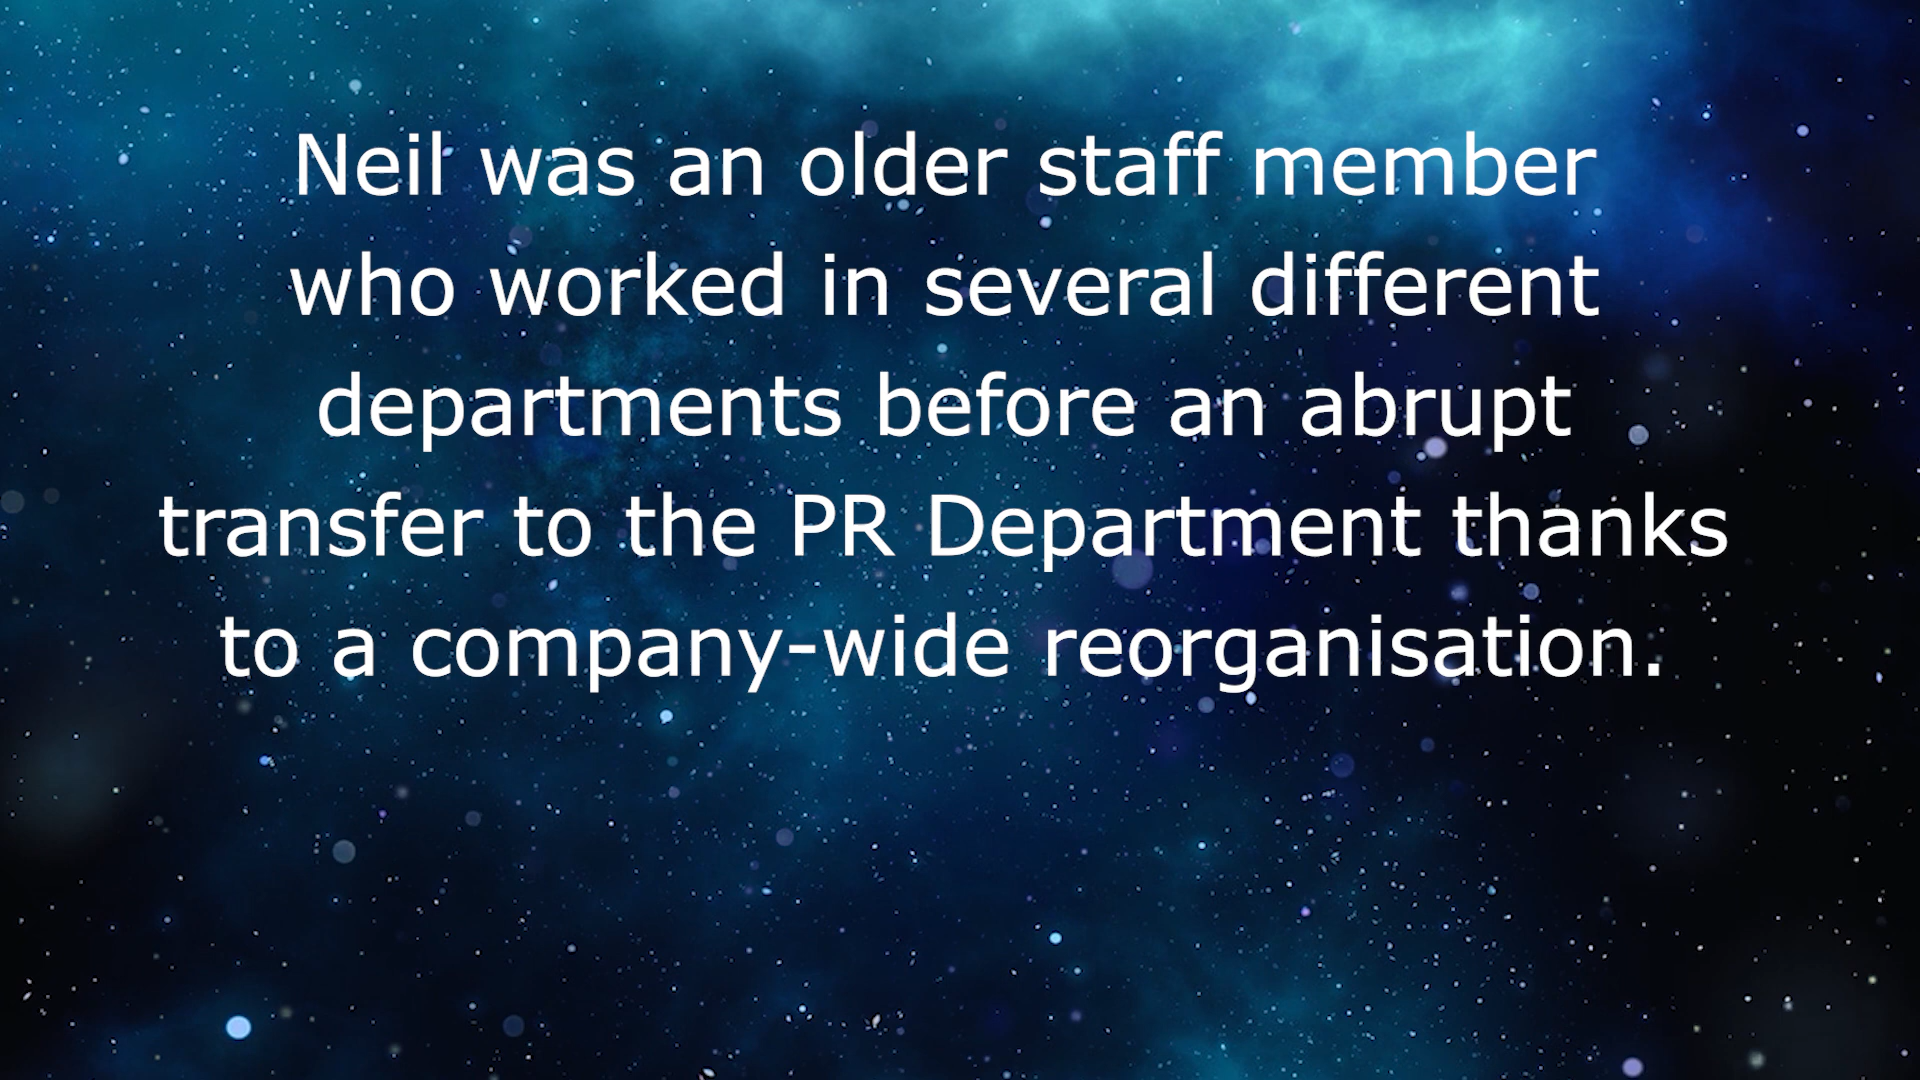 Neil was an older staff member
who worked in several different
departments before an abrupt
transfer to the PR Department thanks
to a company-wide reorganisation.